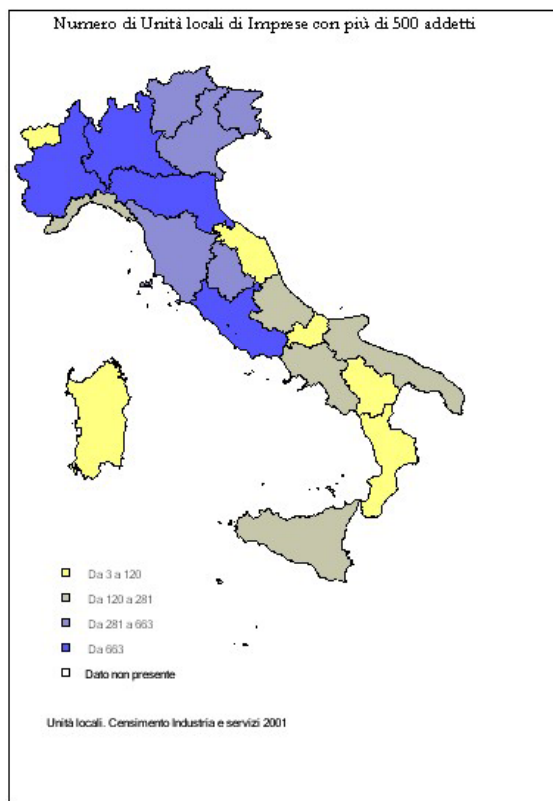 Numero di Unità locali di Imprese con più di 500 addetti
Da 3 a 120
Da 120 a 281
Da 281 a 663
Da 663
Dato non presente
Unità locali. Censimento Industria e servizi 2001